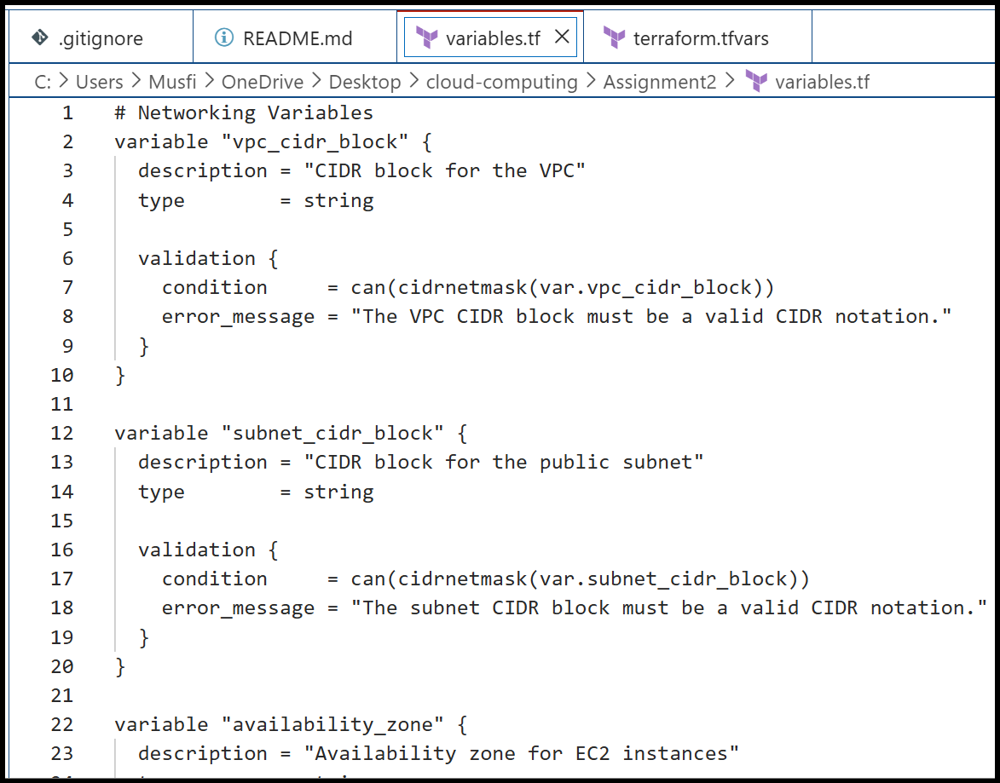 .gitignore README.md variables.tf terraform.tfvars
C: > Users > Musfi > OneDrive > Desktop > cloud-computing > Assignment2 > variables.tf
1 # Networking Variables
2 variable "vpc_cidr_block" {
3   description = "CIDR block for the VPC"
4   type        = string
5
6   validation {
7     condition     = can(cidrnetmask(var.vpc_cidr_block))
8     error_message = "The VPC CIDR block must be a valid CIDR notation."
9   }
10 }
11
12 variable "subnet_cidr_block" {
13   description = "CIDR block for the public subnet"
14   type        = string
15
16   validation {
17     condition     = can(cidrnetmask(var.subnet_cidr_block))
18     error_message = "The subnet CIDR block must be a valid CIDR notation."
19   }
20 }
21
22 variable "availability_zone" {
23   description = "Availability zone for EC2 instances"